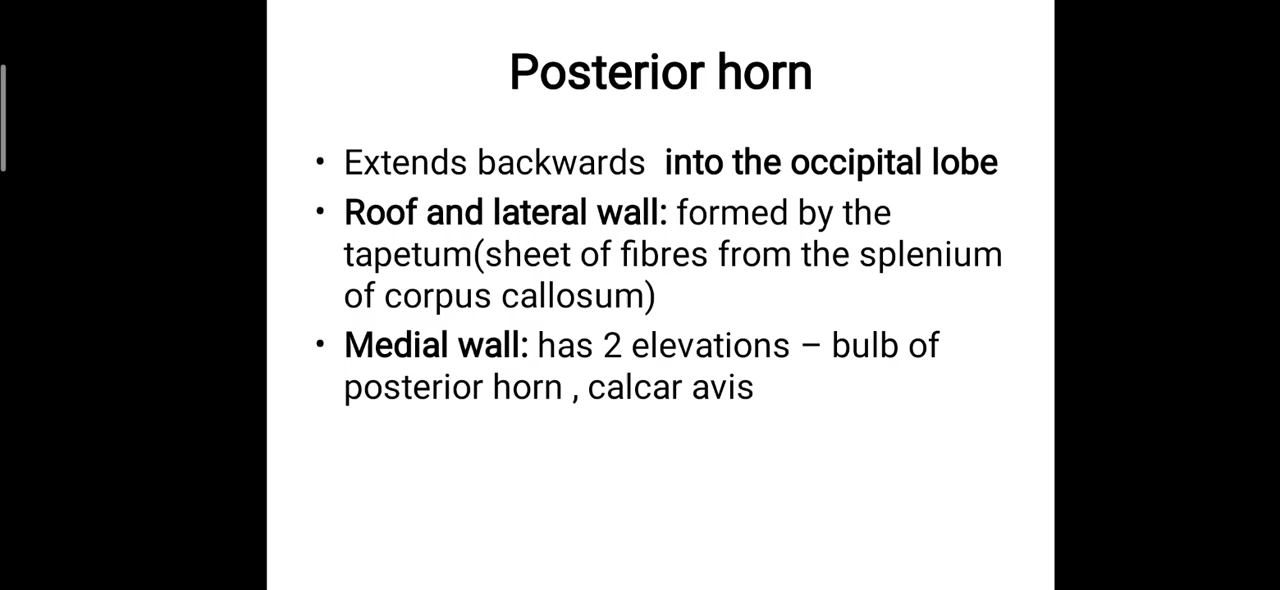 Posterior horn
• Extends backwards  into the occipital lobe
• Roof and lateral wall: formed by the
tapetum(sheet of fibres from the splenium
of corpus callosum)
• Medial wall: has 2 elevations – bulb of
posterior horn , calcar avis